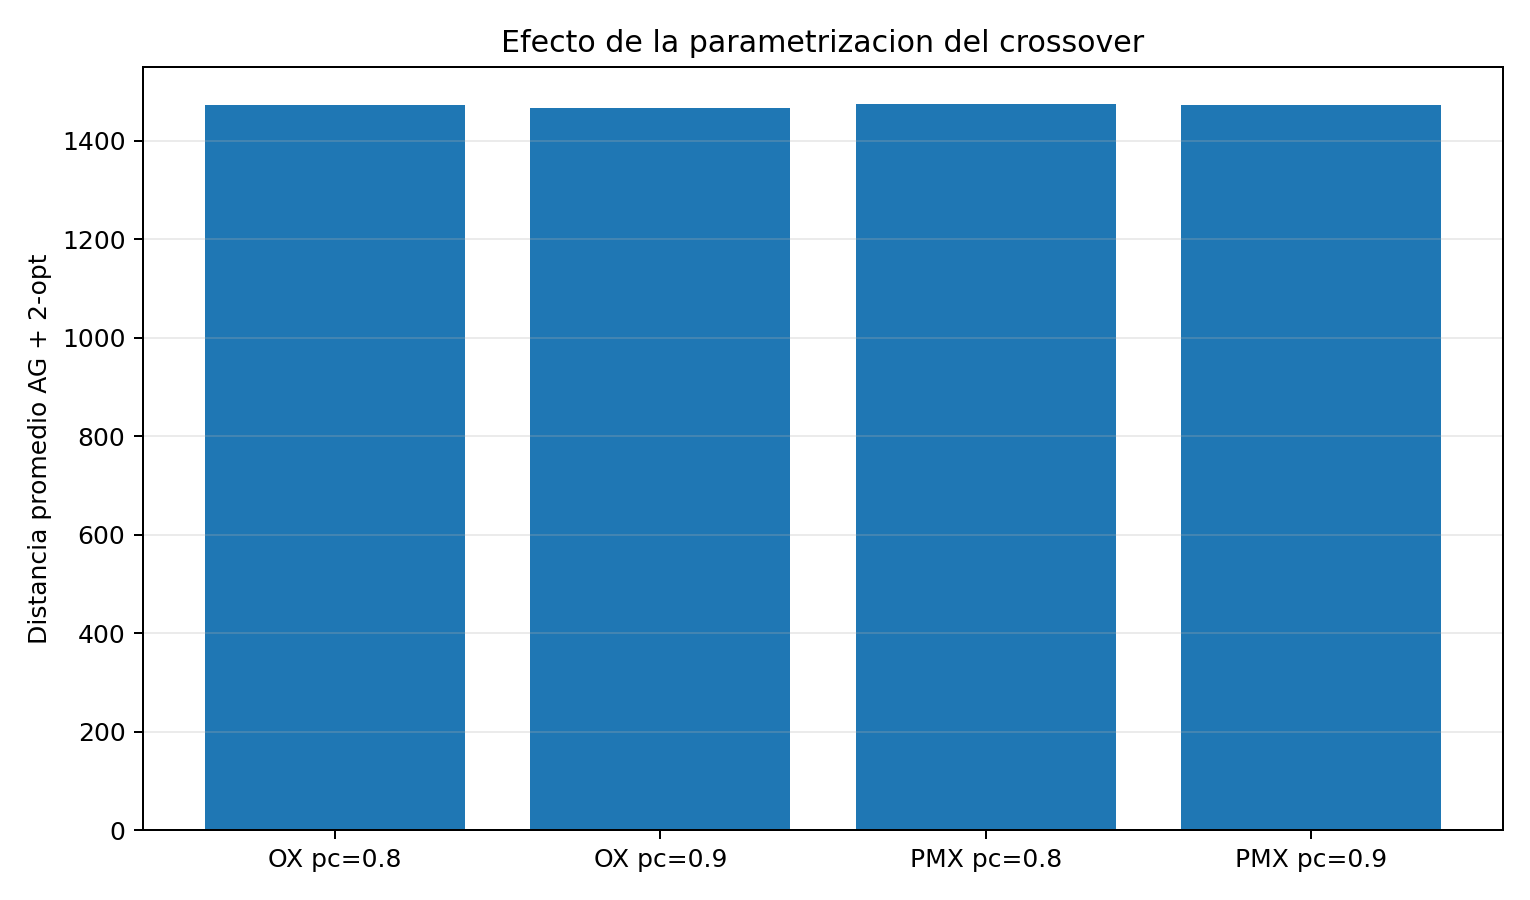 Efecto de la parametrizacion del crossover
Distancia promedio AG + 2-opt
1400
1200
1000
800
600
400
200
0
OX pc=0.8
OX pc=0.9
PMX pc=0.8
PMX pc=0.9